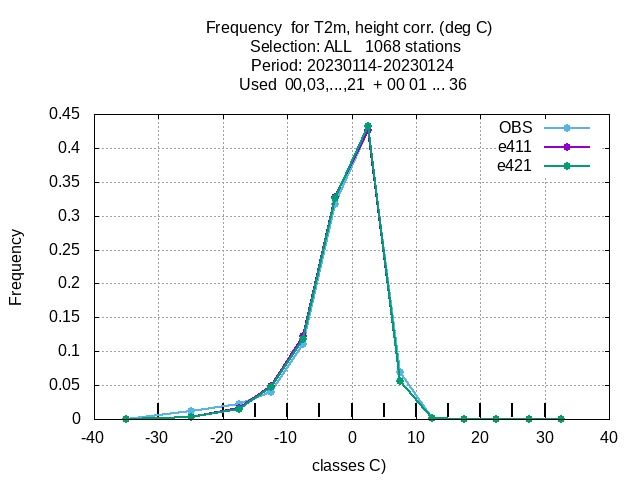 Frequency  for T2m, height corr. (deg C)
Selection: ALL   1068 stations
Period: 20230114-20230124
Used  00,03,...,21  + 00 01 ... 36
OBS
e411
e421
0.45
0.4
0.35
0.3
0.25
0.2
0.15
0.1
0.05
0
Frequency
-40 -30 -20 -10 0 10 20 30 40
classes C)